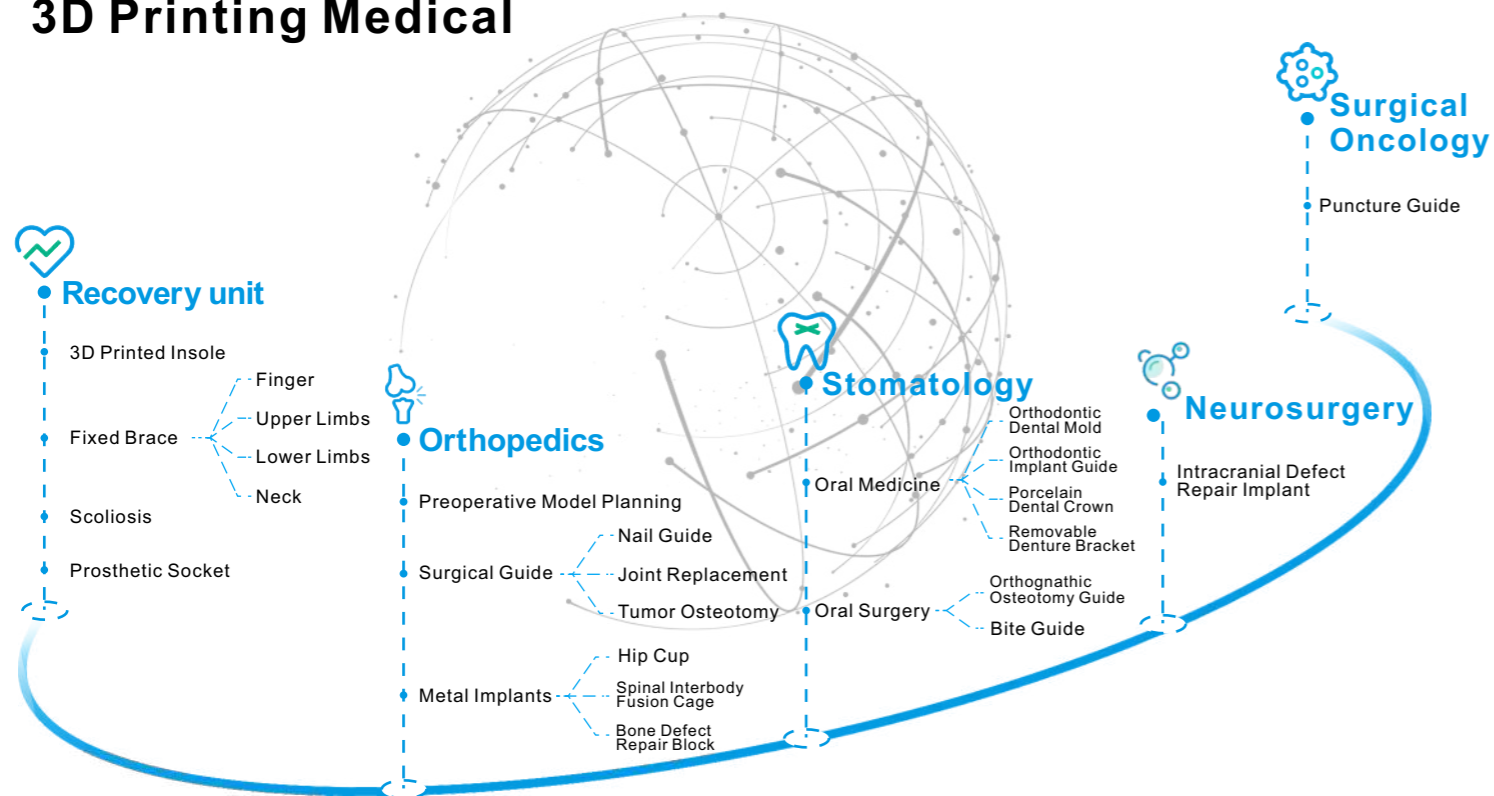 3D Printing Medical
Recovery unit
3D Printed Insole
Fixed Brace
Finger
Upper Limbs
Lower Limbs
Neck
Scoliosis
Prosthetic Socket
Orthopedics
Preoperative Model Planning
Surgical Guide
Nail Guide
Joint Replacement
Tumor Osteotomy
Metal Implants
Hip Cup
Spinal Interbody
Fusion Cage
Bone Defect
Repair Block
Stomatology
Oral Medicine
Orthodontic
Dental Mold
Orthodontic
Implant Guide
Porcelain
Dental Crown
Removable
Denture Bracket
Oral Surgery
Orthognathic
Osteotomy Guide
Bite Guide
Neurosurgery
Intracranial Defect
Repair Implant
Surgical
Oncology
Puncture Guide